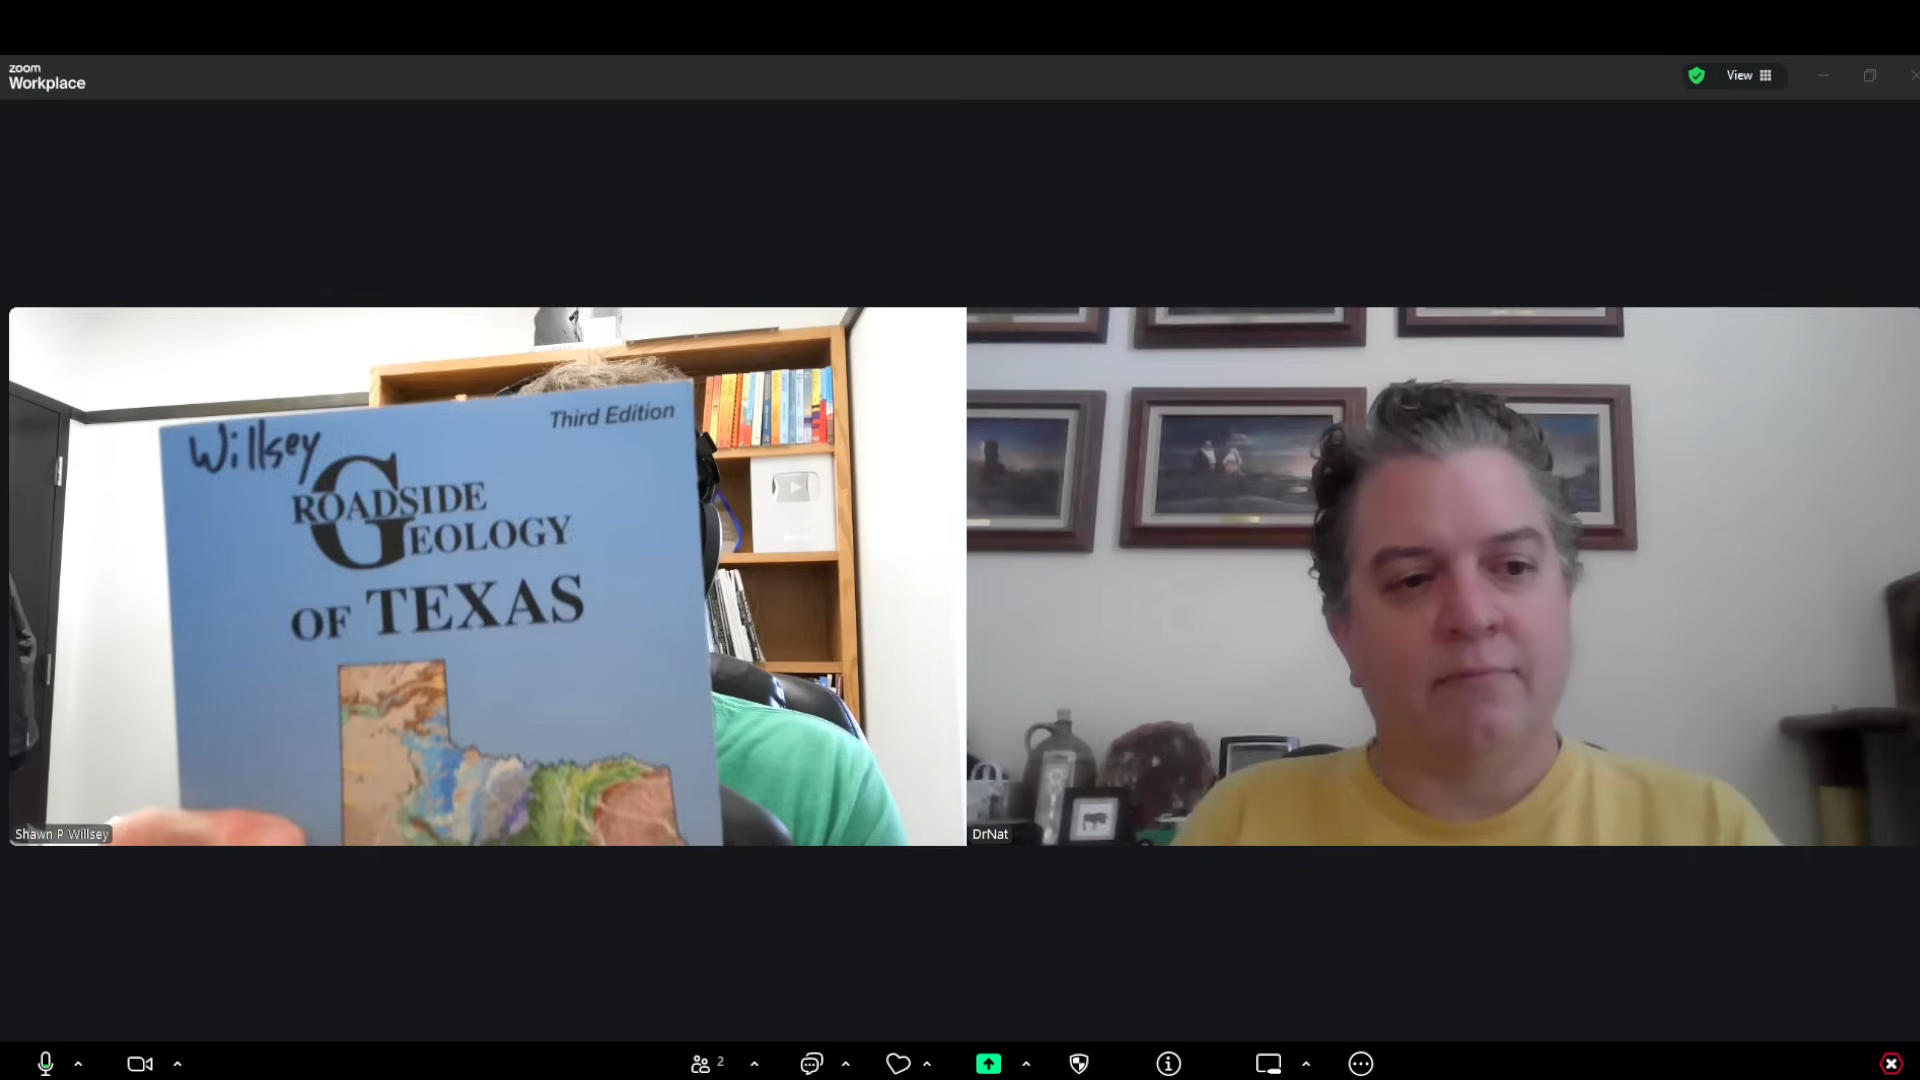 zoom
Workplace
View
Third Edition
Willsey
ROADSIDE
GEOLOGY
OF TEXAS
Shawn P Willsey
DrNat
2